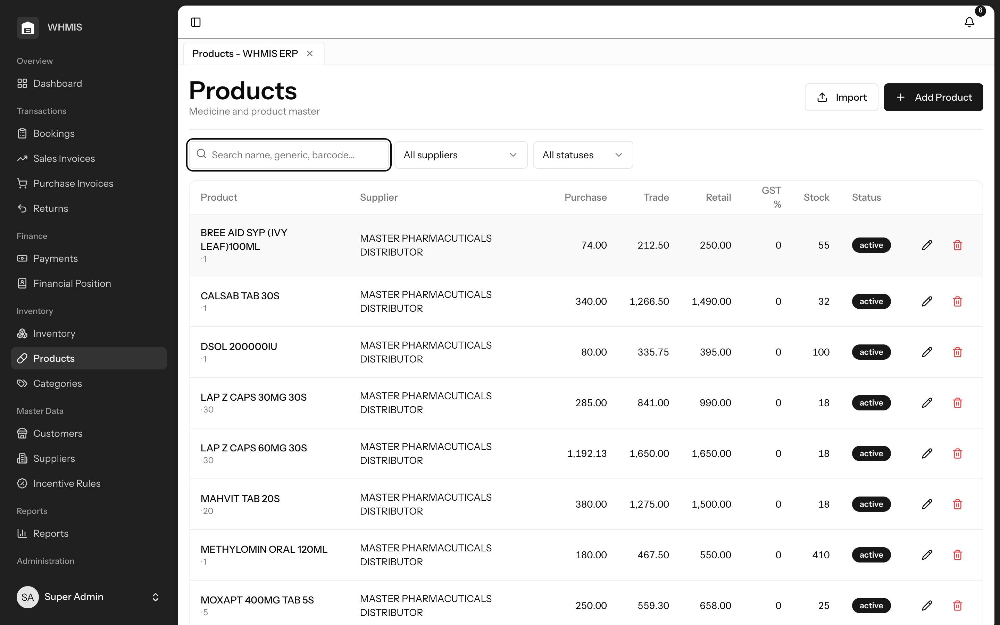 WHMIS
Overview
Dashboard
Transactions
Bookings
Sales Invoices
Purchase Invoices
Returns
Finance
Payments
Financial Position
Inventory
Inventory
Products
Categories
Master Data
Customers
Suppliers
Incentive Rules
Reports
Reports
Administration
SA Super Admin
6
Products - WHMIS ERP
Products
Medicine and product master
Import
Add Product
Search name, generic, barcode...
All suppliers
All statuses
Product Supplier Purchase Trade Retail GST % Stock Status
BREE AID SYP (IVY
LEAF)100ML
· 1
MASTER PHARMACUTICALS
DISTRIBUTOR
74.00 212.50 250.00 0 55 active
CALSAB TAB 30S
· 1
MASTER PHARMACUTICALS
DISTRIBUTOR
340.00 1,266.50 1,490.00 0 32 active
DSOL 200000IU
· 1
MASTER PHARMACUTICALS
DISTRIBUTOR
80.00 335.75 395.00 0 100 active
LAP Z CAPS 30MG 30S
· 30
MASTER PHARMACUTICALS
DISTRIBUTOR
285.00 841.00 990.00 0 18 active
LAP Z CAPS 60MG 30S
· 30
MASTER PHARMACUTICALS
DISTRIBUTOR
1,192.13 1,650.00 1,650.00 0 18 active
MAHVIT TAB 20S
· 20
MASTER PHARMACUTICALS
DISTRIBUTOR
380.00 1,275.00 1,500.00 0 18 active
METHYLOMIN ORAL 120ML
· 1
MASTER PHARMACUTICALS
DISTRIBUTOR
180.00 467.50 550.00 0 410 active
MOXAPT 400MG TAB 5S
· 5
MASTER PHARMACUTICALS
DISTRIBUTOR
250.00 559.30 658.00 0 25 active